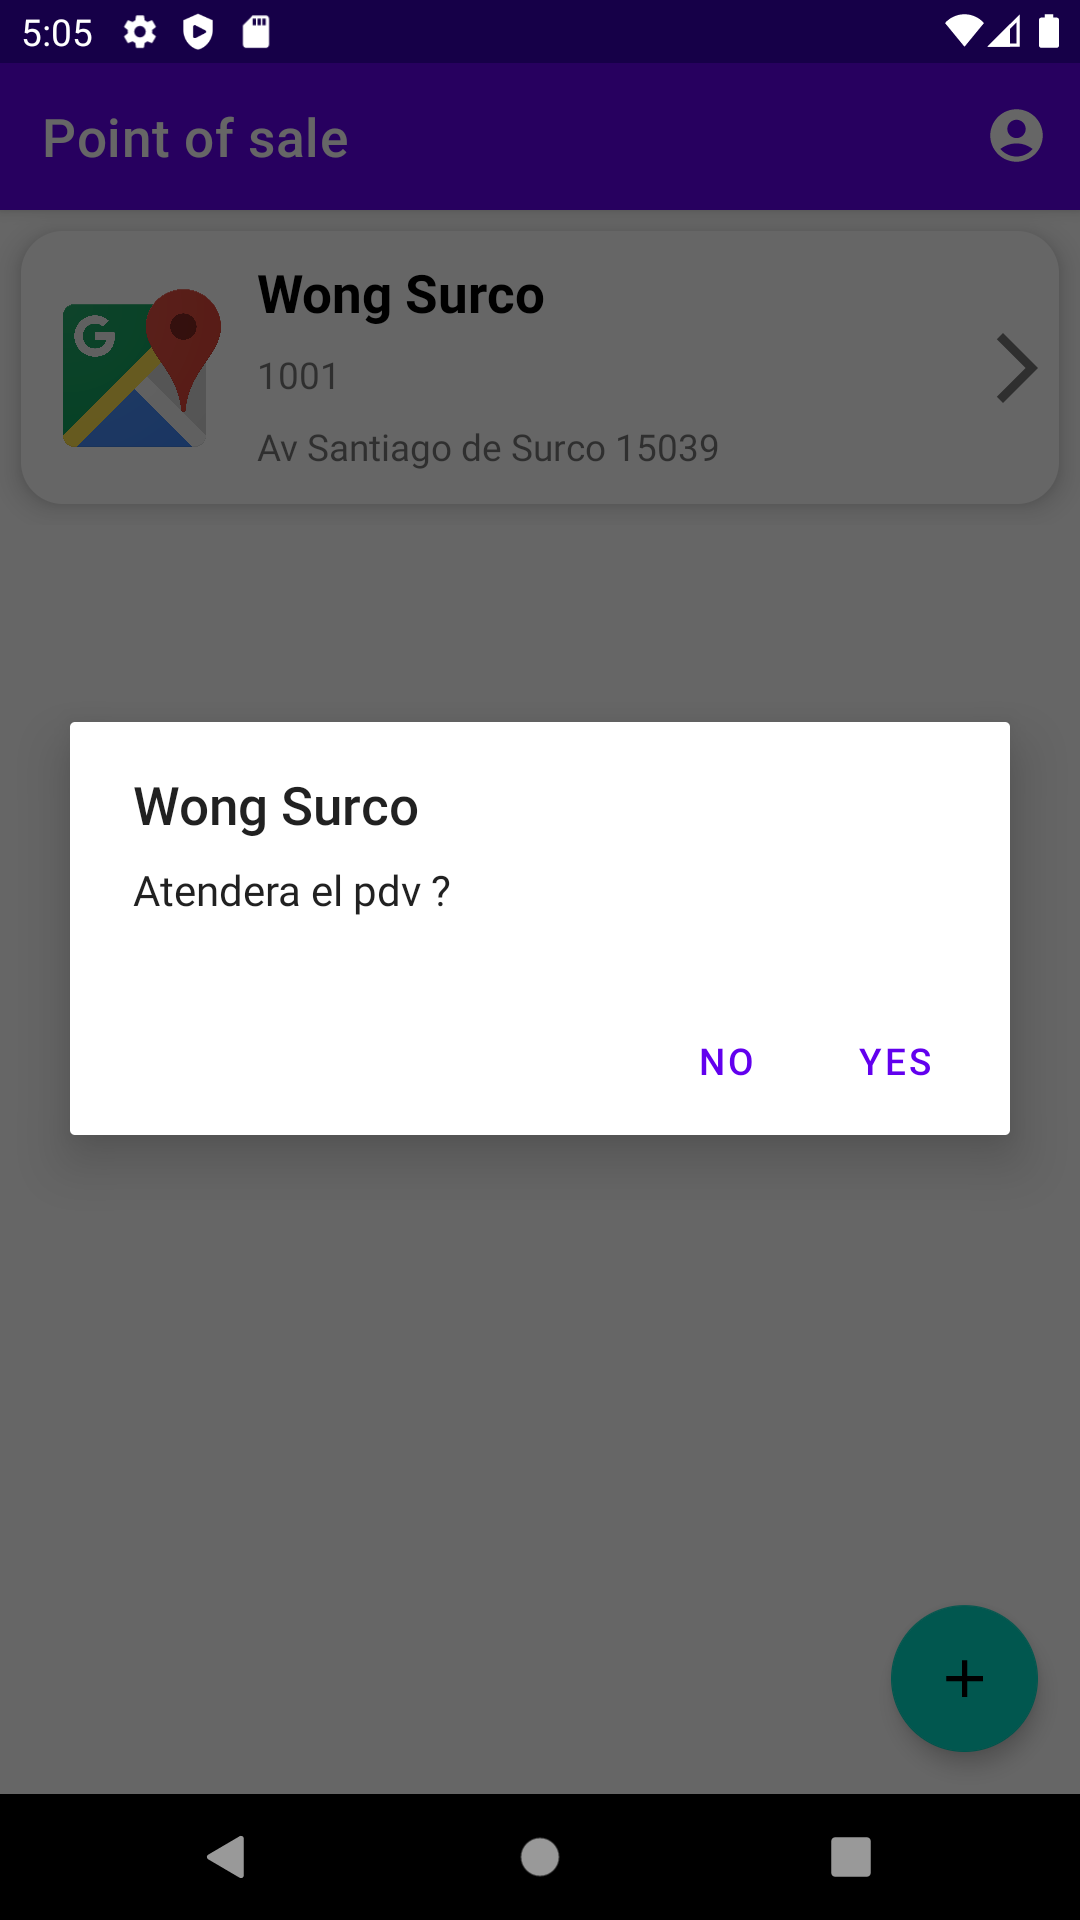 5:05
Point of sale
Wong Surco
1001
Av Santiago de Surco 15039
Wong Surco
Atendera el pdv ?
NO
YES